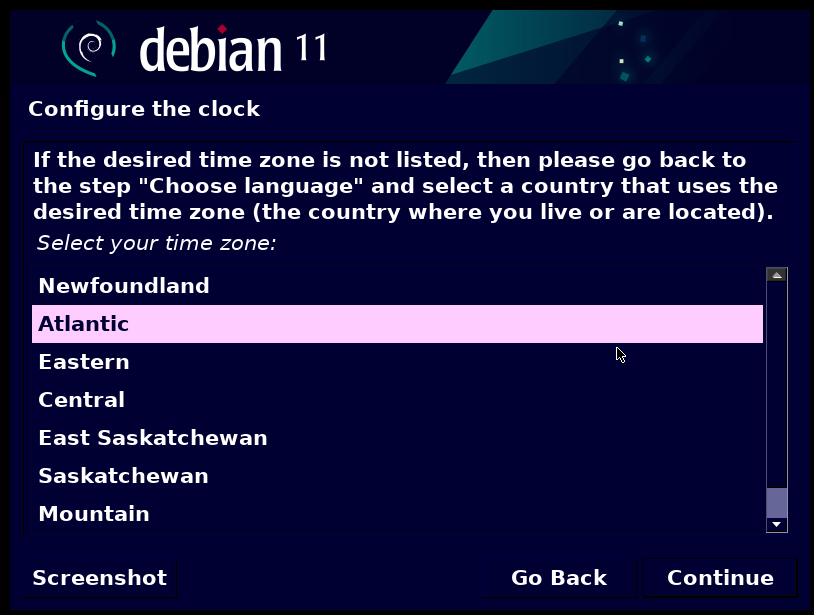 debian 11
Configure the clock
If the desired time zone is not listed, then please go back to
the step "Choose language" and select a country that uses the
desired time zone (the country where you live or are located).
Select your time zone:
Newfoundland
Atlantic
Eastern
Central
East Saskatchewan
Saskatchewan
Mountain
Screenshot
Go Back
Continue